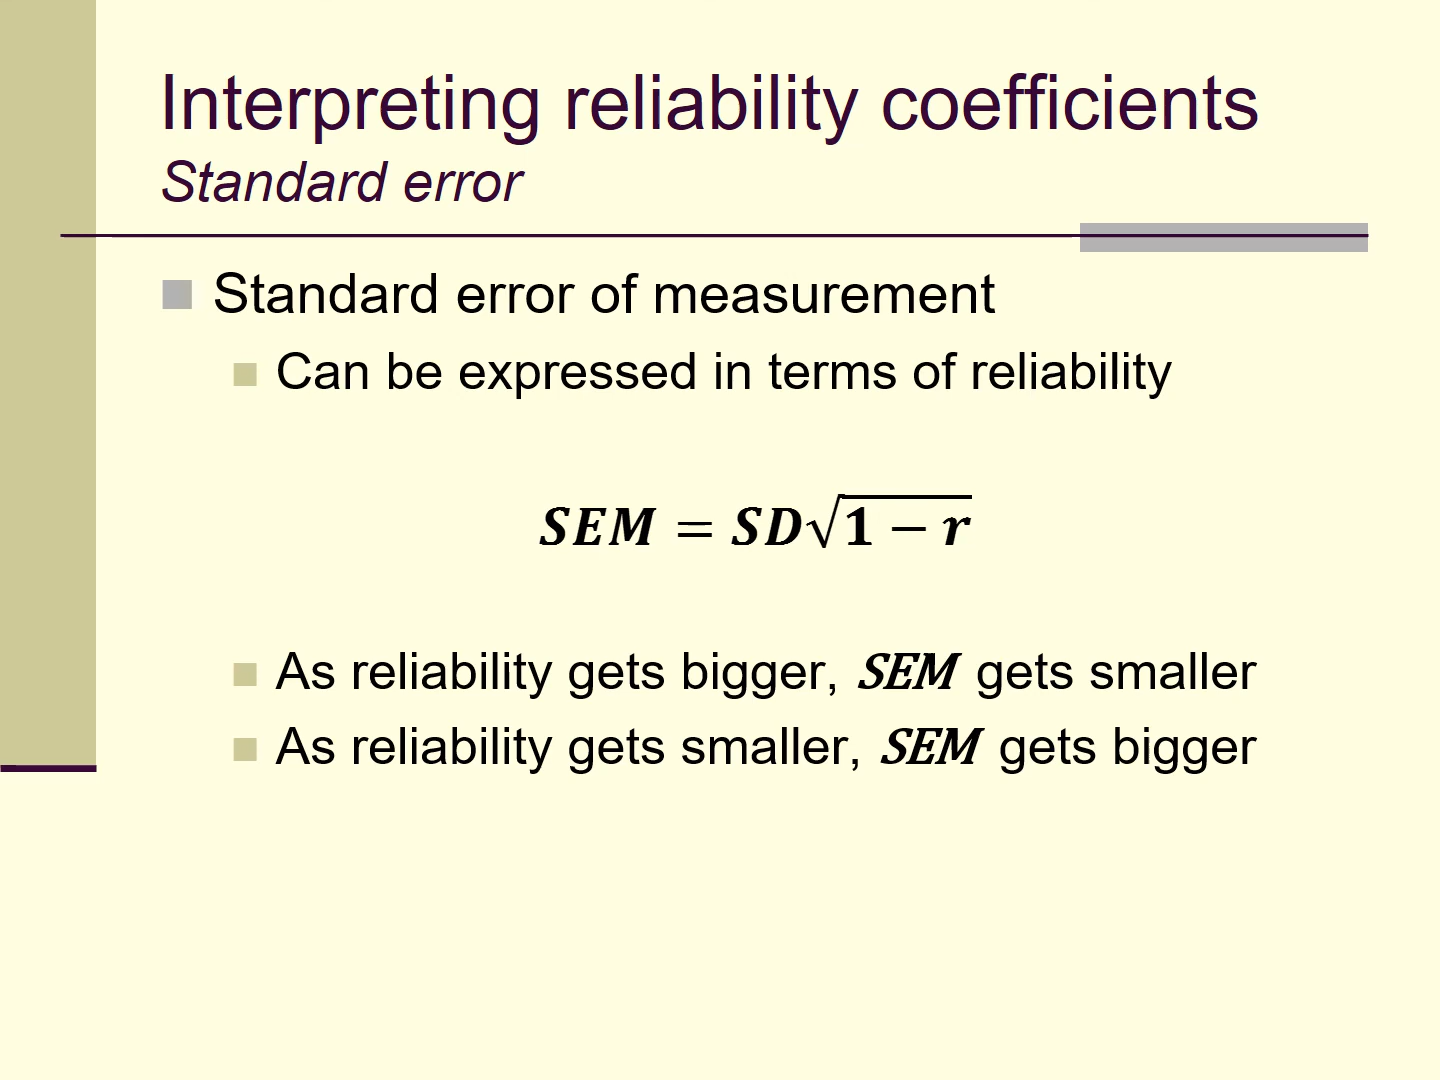 Interpreting reliability coefficients
Standard error
Standard error of measurement
Can be expressed in terms of reliability
SEM = SD√1 − r
As reliability gets bigger, SEM gets smaller
As reliability gets smaller, SEM gets bigger